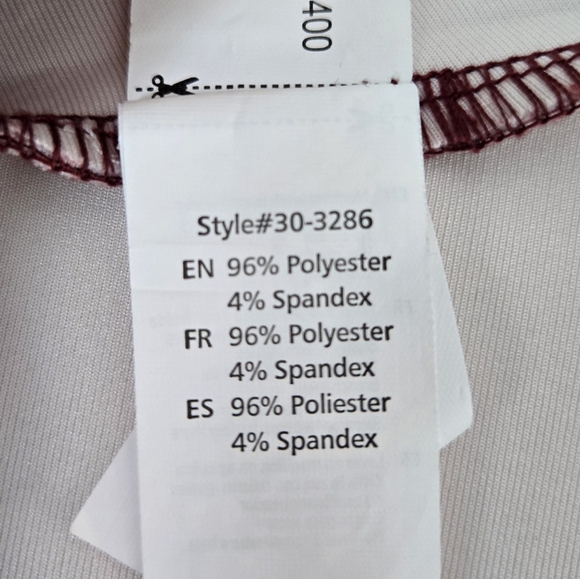 400
Style#30-3286
EN 96% Polyester
4% Spandex
FR 96% Polyester
4% Spandex
ES 96% Poliester
4% Spandex